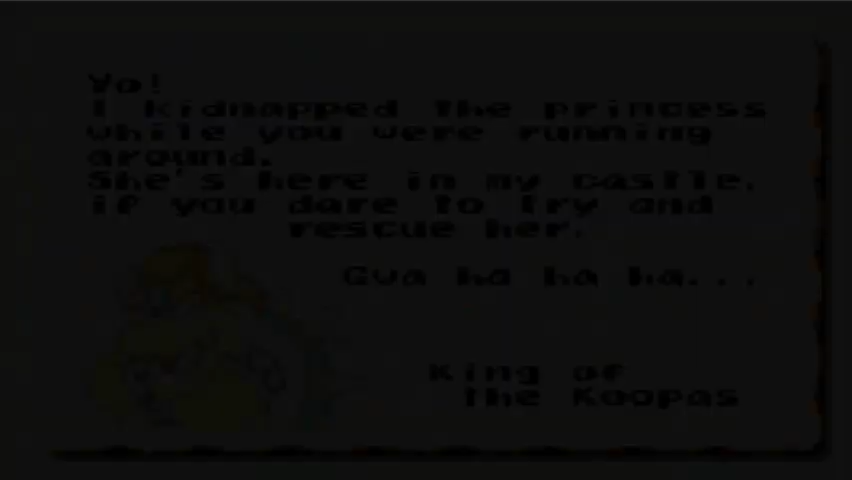 Yo!
I kidnapped the princess
while you were running
around.
She's here in my castle,
if you dare to try and
rescue her.
Gwa ha ha ha...
King of
the Koopas